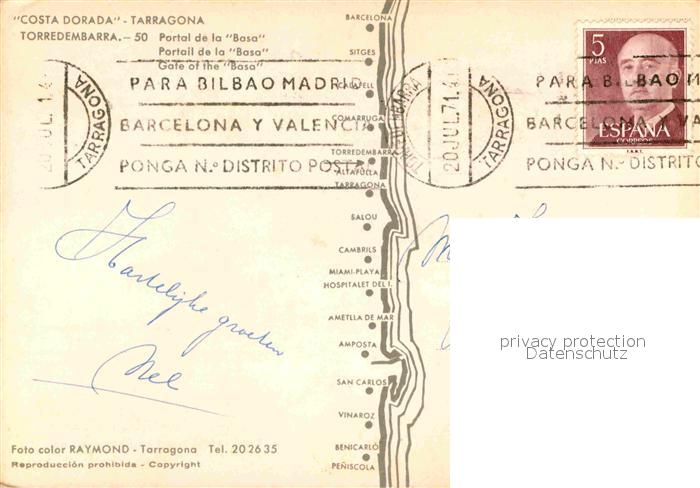 "COSTA DORADA" - TARRAGONA
TORREDEMBARRA. — 50 Portal de la "Basa"
Portail de la "Basa"
Gate of the "Basa"
TARRAGONA
PARA BILBAO MADRID
BARCELONA Y VALENCIA
PONGA N.º DISTRITO POSTAL
20 JUL. 71
TARRAGONA
PARA BILBAO M
BARCELONA Y VA
PONGA N.º DISTRITO
5
PTAS
ESPAÑA
CORREOS
F.N.M.T.
BARCELONA
SITGES
CALAFELL
COMARRUGA
TORREDEMBARRA
ALTAFULLA
TARRAGONA
SALOU
CAMBRILS
MIAMI-PLAYA
HOSPITALET DEL I.
AMETLLA DE MAR
AMPOSTA
SAN CARLOS
VINAROZ
BENICARLÓ
PEÑISCOLA
Hartelijke groeten
Nel
privacy protection
Datenschutz
Foto color RAYMOND - Tarragona Tel. 20 26 35
Reproducción prohibida - Copyright